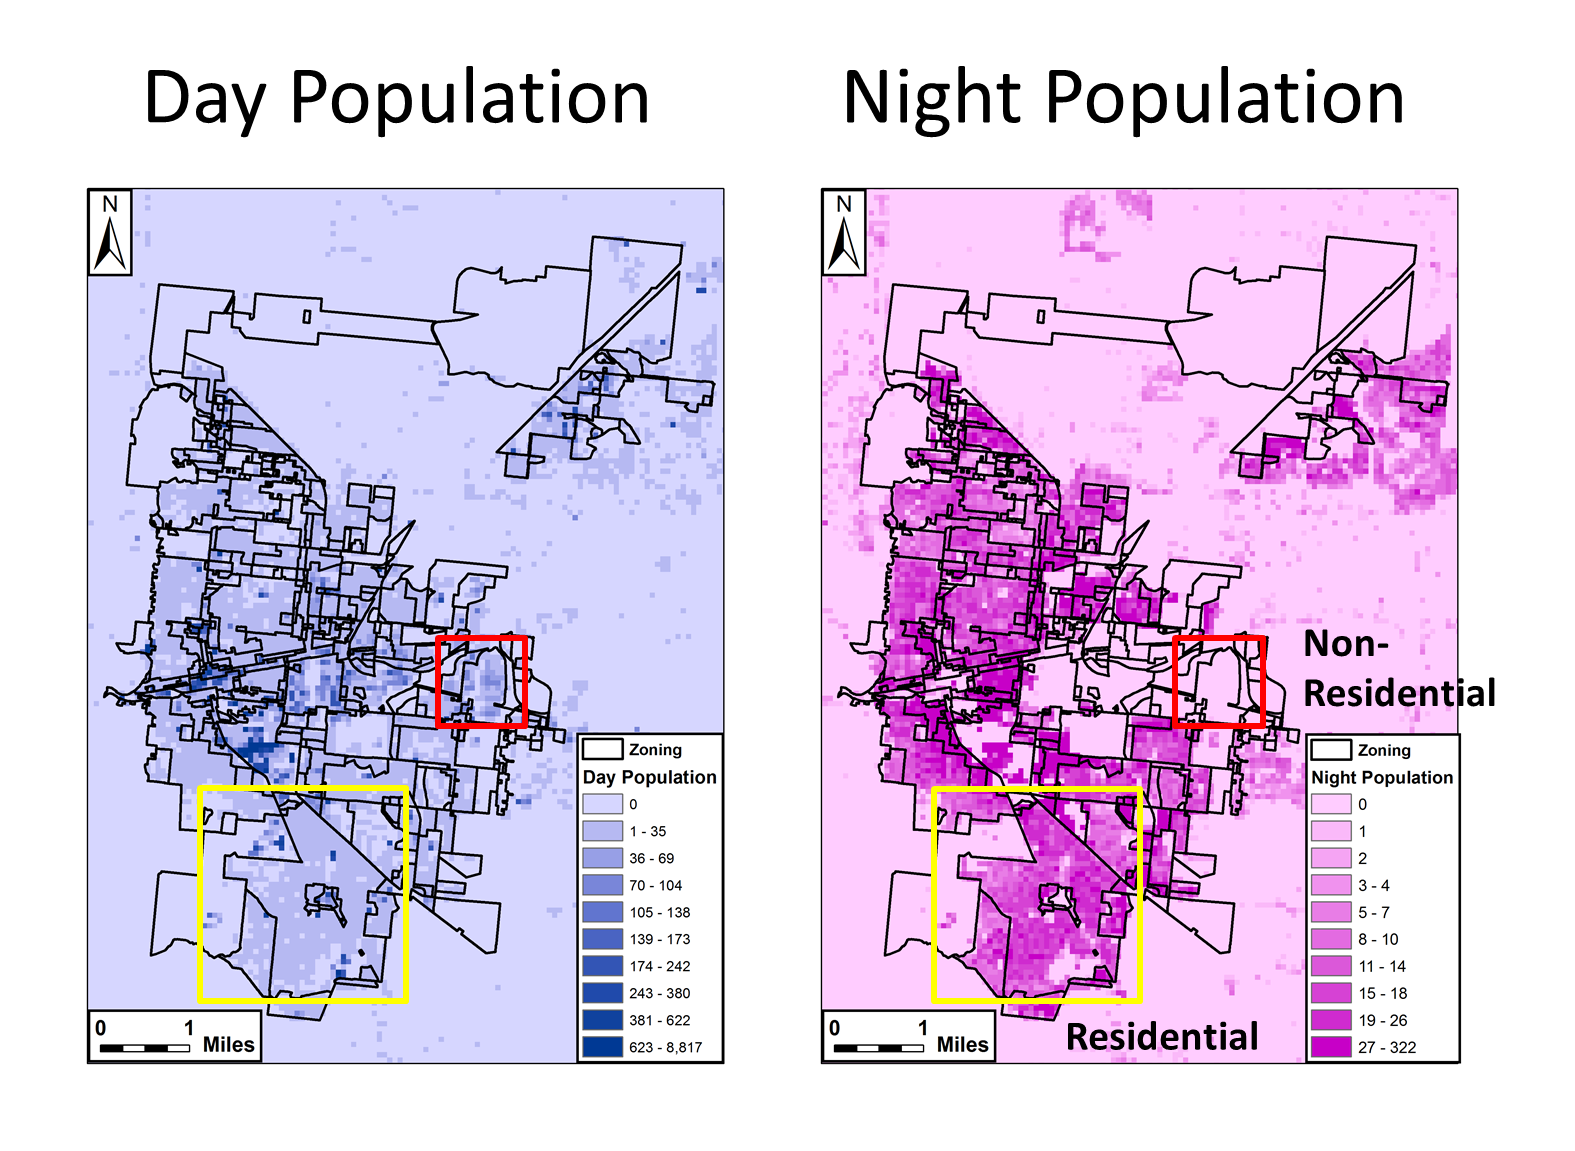 Day Population
Night Population
N
Zoning
Day Population
0
1 - 35
36 - 69
70 - 104
105 - 138
139 - 173
174 - 242
243 - 380
381 - 622
623 - 8,817
0 1
Miles
N
Non-
Residential
Zoning
Night Population
0
1
2
3 - 4
5 - 7
8 - 10
11 - 14
15 - 18
19 - 26
27 - 322
Residential
0 1
Miles